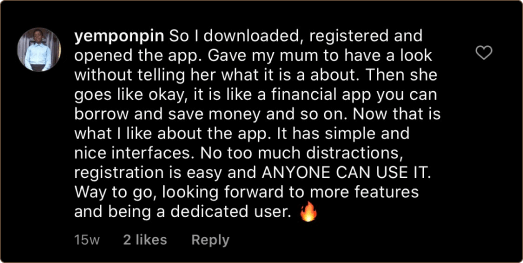 yemponpin So I downloaded, registered and
opened the app. Gave my mum to have a look
without telling her what it is a about. Then she
goes like okay, it is like a financial app you can
borrow and save money and so on. Now that is
what I like about the app. It has simple and
nice interfaces. No too much distractions,
registration is easy and ANYONE CAN USE IT.
Way to go, looking forward to more features
and being a dedicated user. 🔥
15w 2 likes Reply